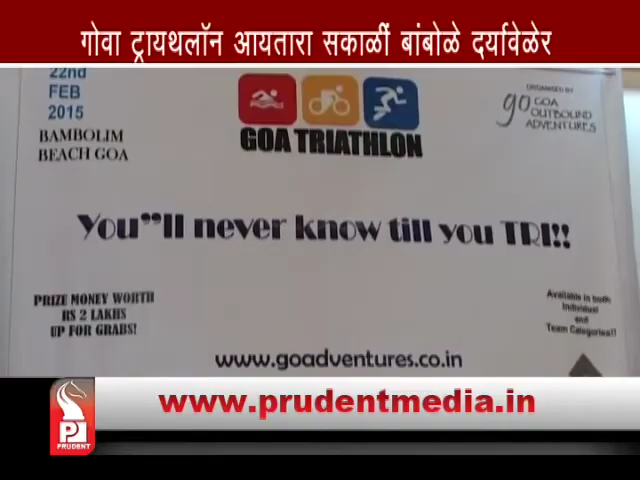 गोवा ट्रायथलॉन आयतारा सकाळीं बांबोळे दर्यावेळेर
22nd
FEB
2015
BAMBOLIM
BEACH GOA
GOA TRIATHLON
ORGANISED BY
go GOA
OUTBOUND
ADVENTURES
You”ll never know till you TRI!!
PRIZE MONEY WORTH
RS 2 LAKHS
UP FOR GRABS!
Available in both
Individual
and
Team Categories!!
www.goadventures.co.in
www.prudentmedia.in
PRUDENT